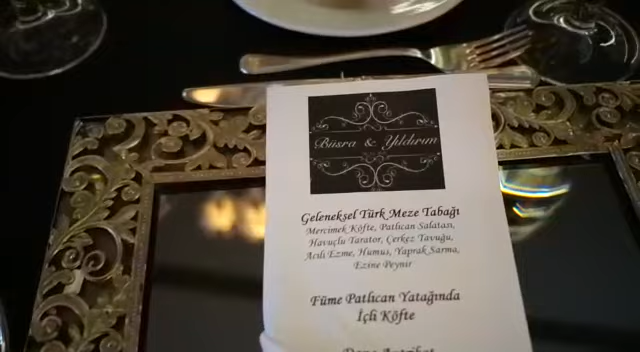 Büşra & Yıldırım
Geleneksel Türk Meze Tabağı
Mercimek Köfte, Patlıcan Salatası,
Havuçlu Tarator, Çerkez Tavuğu,
Acılı Ezme, Humus, Yaprak Sarma,
Ezine Peynir
Füme Patlıcan Yatağında
İçli Köfte